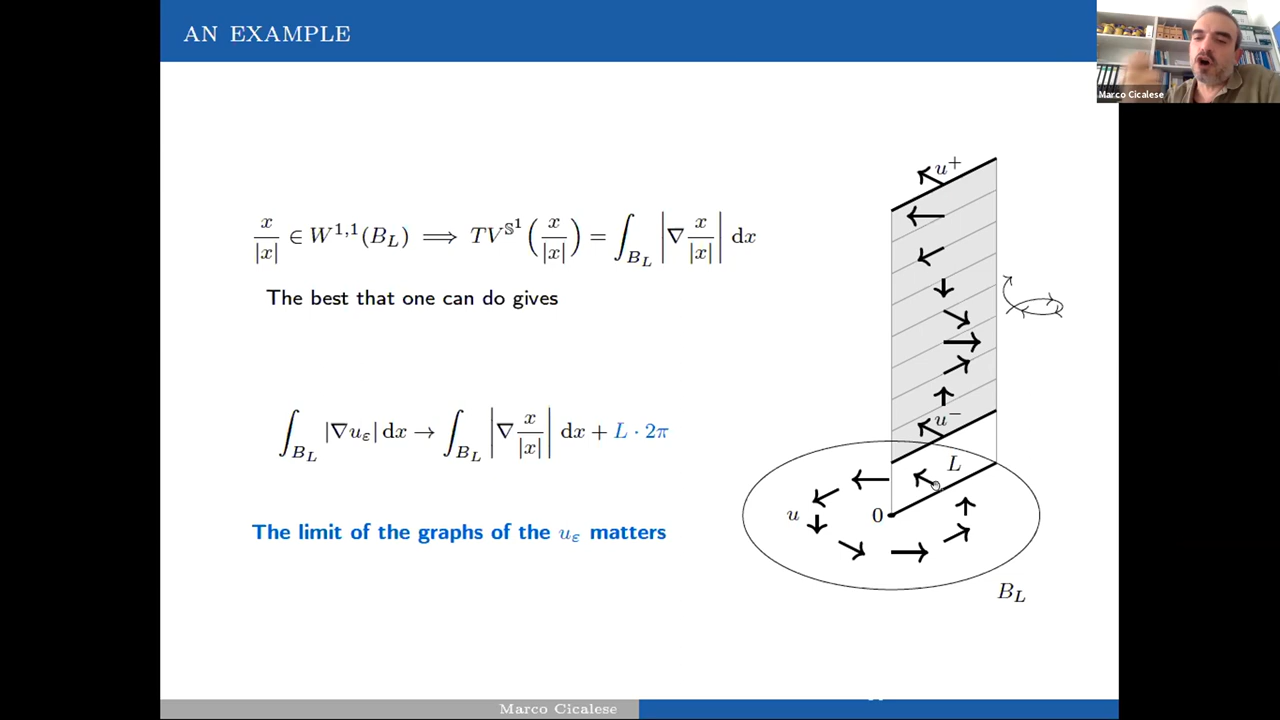 AN EXAMPLE
Marco Cicalese
x/|x| ∈ W^{1,1}(B_L) ⟹ TV^{𝕊^1}(x/|x|) = ∫_{B_L} |∇ x/|x|| dx
The best that one can do gives
∫_{B_L} |∇u_ε| dx → ∫_{B_L} |∇ x/|x|| dx + L · 2π
The limit of the graphs of the u_ε matters
u^+
u^-
L
u
0
B_L
Marco Cicalese